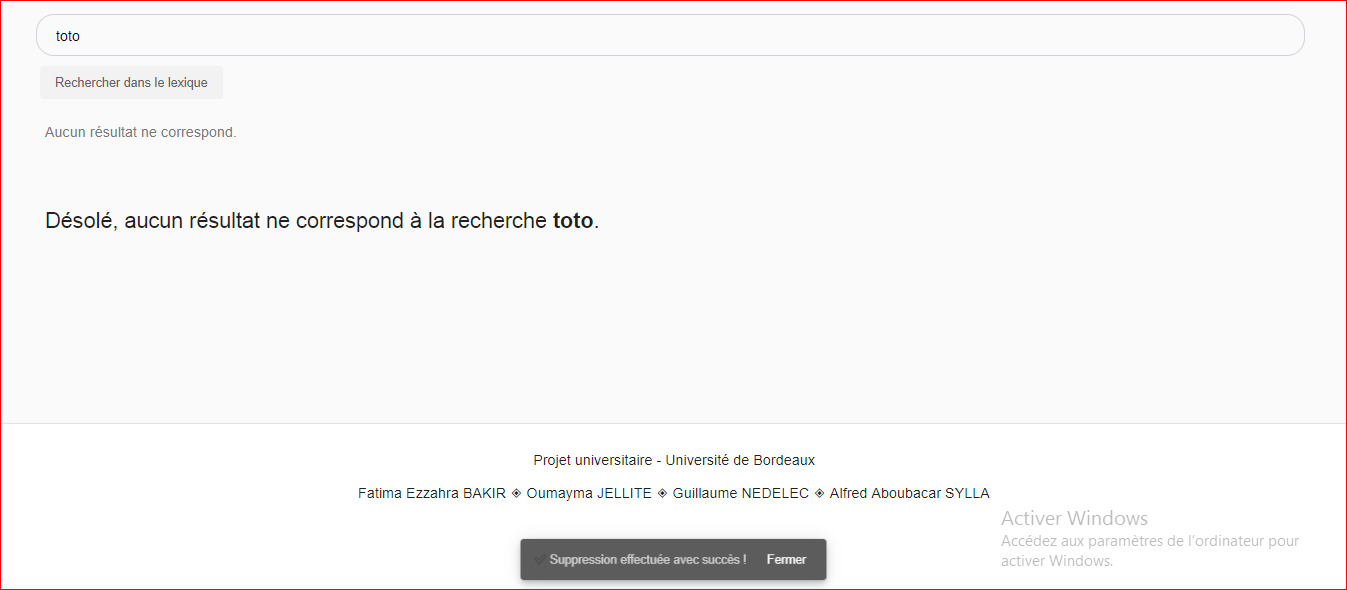 toto
Rechercher dans le lexique
Aucun résultat ne correspond.
Désolé, aucun résultat ne correspond à la recherche toto.
Projet universitaire - Université de Bordeaux
Fatima Ezzahra BAKIR ◈ Oumayma JELLITE ◈ Guillaume NEDELEC ◈ Alfred Aboubacar SYLLA
Activer Windows
Accédez aux paramètres de l'ordinateur pour
activer Windows.
✓ Suppression effectuée avec succès ! Fermer